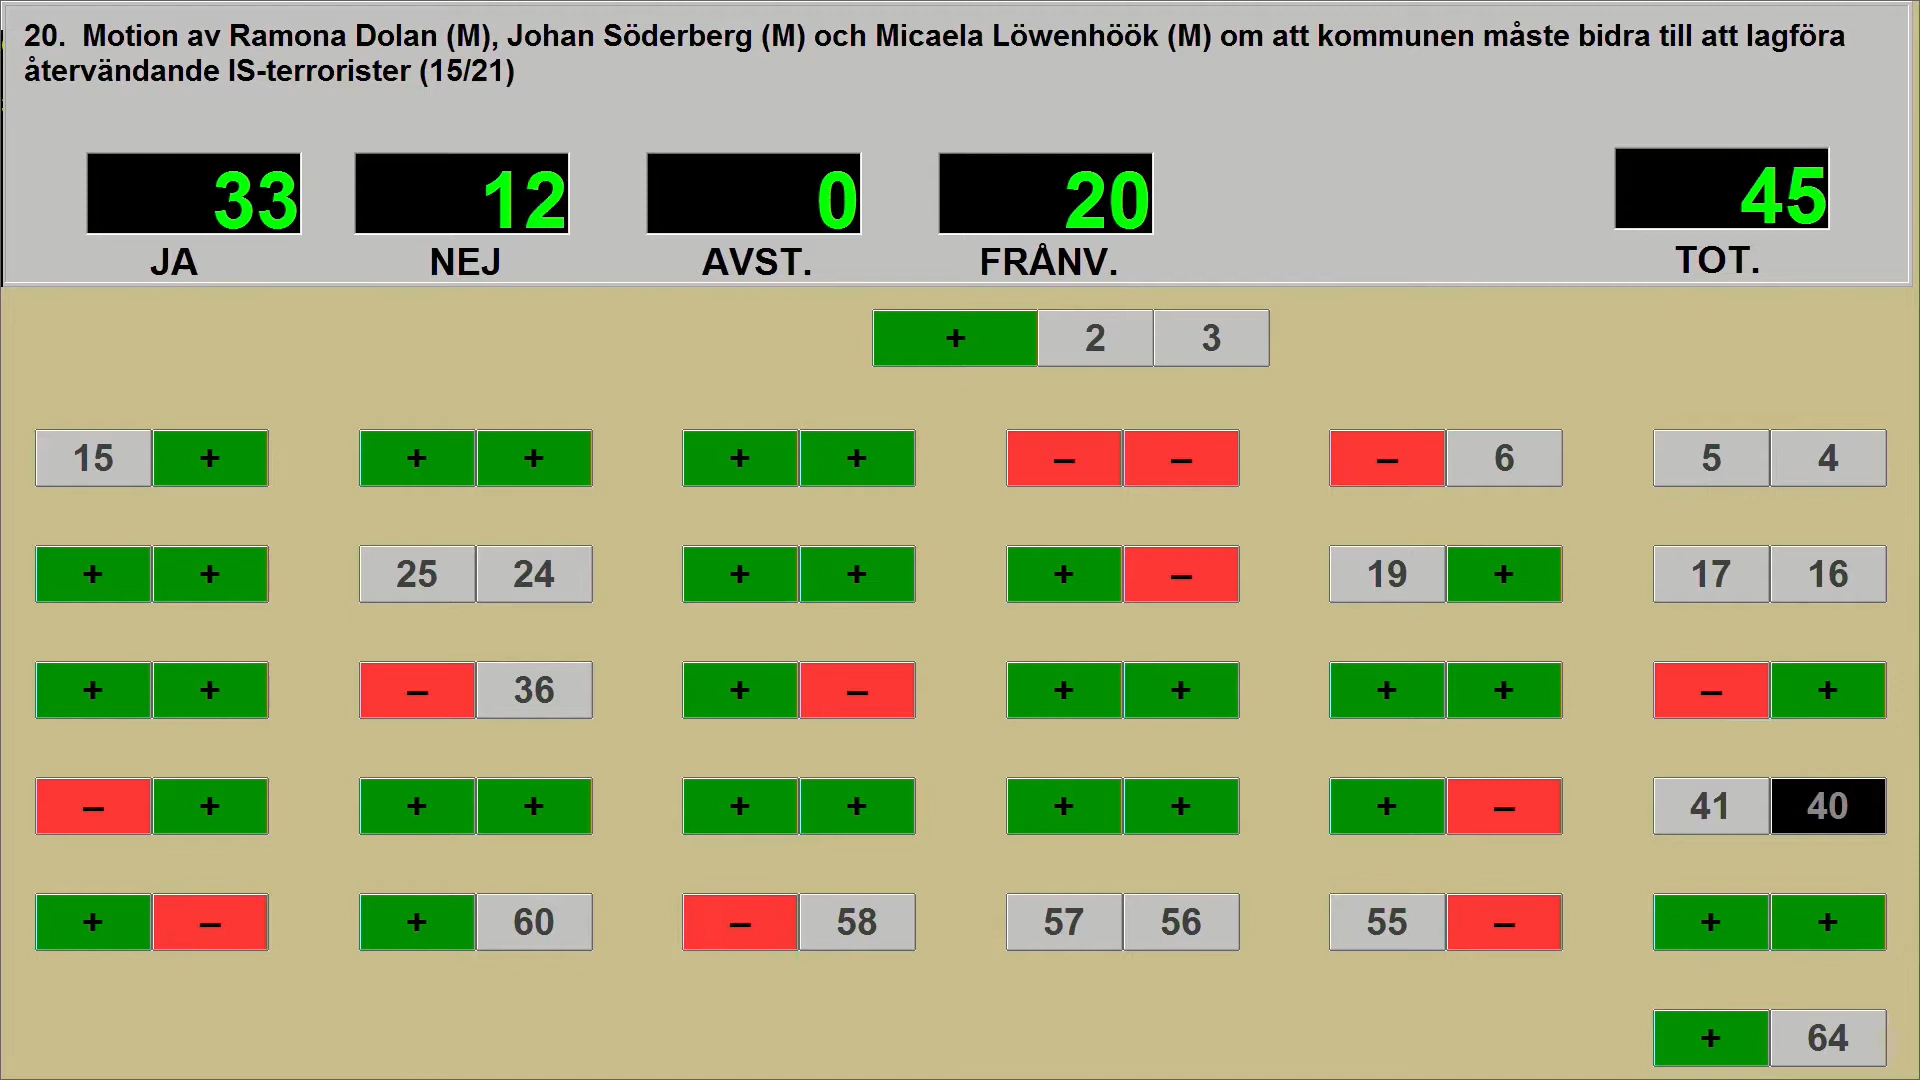 20. Motion av Ramona Dolan (M), Johan Söderberg (M) och Micaela Löwenhöök (M) om att kommunen måste bidra till att lagföra
återvändande IS-terrorister (15/21)
33 12 0 20 45
JA NEJ AVST. FRÅNV. TOT.
+ 2 3
15 + + + + + – – – 6 5 4
+ + 25 24 + + + – 19 + 17 16
+ + – 36 + – + + + + – +
– + + + + + + + + – 41 40
+ – + 60 – 58 57 56 55 – + +
+ 64